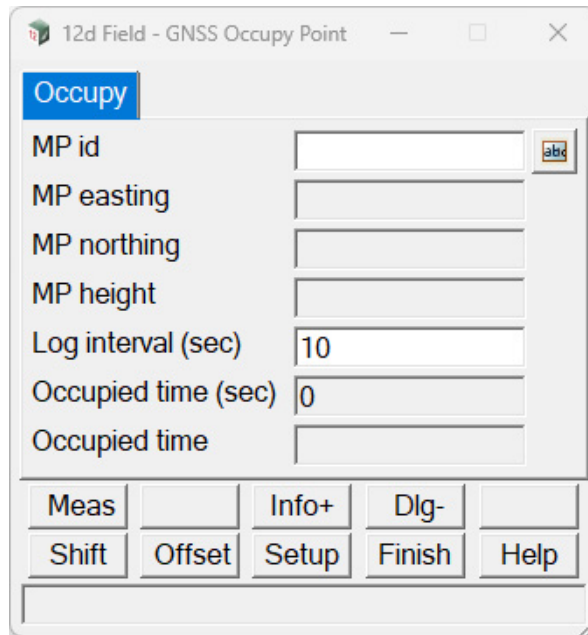 12d Field - GNSS Occupy Point
Occupy
MP id
abc
MP easting
MP northing
MP height
Log interval (sec) 10
Occupied time (sec) 0
Occupied time
Meas Info+ Dlg-
Shift Offset Setup Finish Help